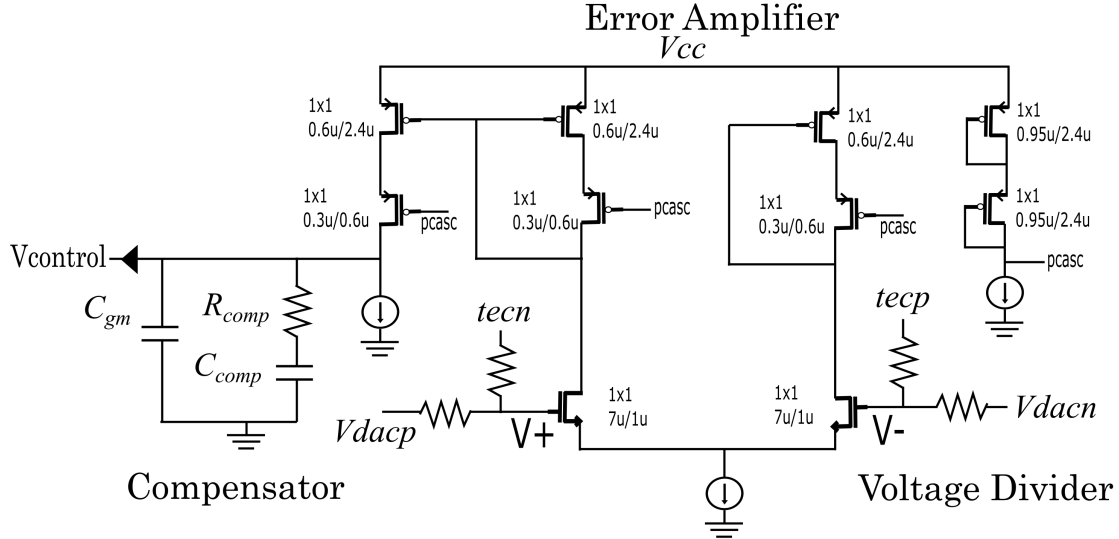 Error Amplifier
Vcc
1x1
0.6u/2.4u
1x1
0.6u/2.4u
1x1
0.6u/2.4u
1x1
0.95u/2.4u
1x1
0.3u/0.6u
pcasc
1x1
0.3u/0.6u
pcasc
1x1
0.3u/0.6u
pcasc
1x1
0.95u/2.4u
pcasc
Vcontrol
Cgm
Rcomp
Ccomp
tecn
tecp
1x1
7u/1u
1x1
7u/1u
Vdacp
V+
V-
Vdacn
Compensator
Voltage Divider